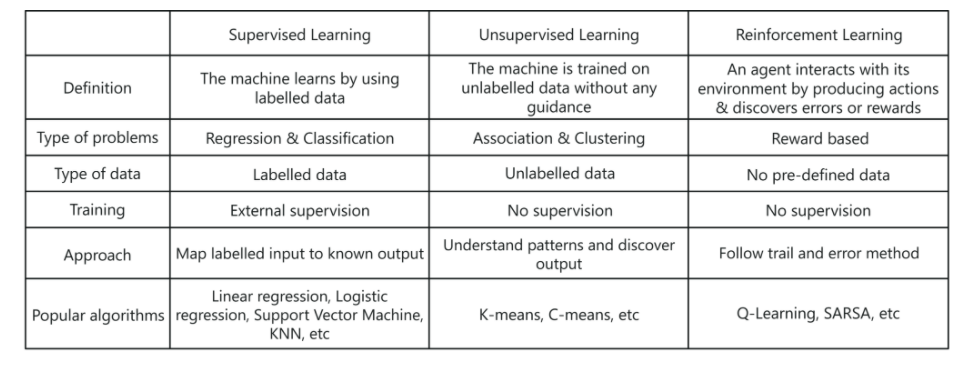 Supervised Learning
Unsupervised Learning
Reinforcement Learning
Definition
The machine learns by using
labelled data
The machine is trained on
unlabelled data without any
guidance
An agent interacts with its
environment by producing actions
& discovers errors or rewards
Type of problems
Regression & Classification
Association & Clustering
Reward based
Type of data
Labelled data
Unlabelled data
No pre-defined data
Training
External supervision
No supervision
No supervision
Approach
Map labelled input to known output
Understand patterns and discover
output
Follow trail and error method
Popular algorithms
Linear regression, Logistic
regression, Support Vector Machine,
KNN, etc
K-means, C-means, etc
Q-Learning, SARSA, etc